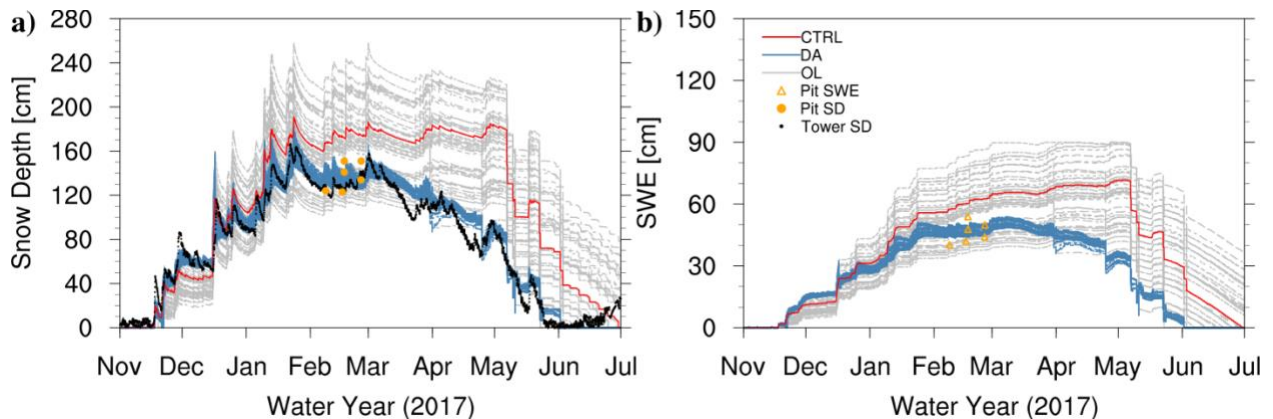 a)
Snow Depth [cm]
280
240
200
160
120
80
40
0
Nov Dec Jan Feb Mar Apr May Jun Jul
Water Year (2017)
b)
SWE [cm]
150
120
90
60
30
0
CTRL
DA
OL
Pit SWE
Pit SD
Tower SD
Nov Dec Jan Feb Mar Apr May Jun Jul
Water Year (2017)